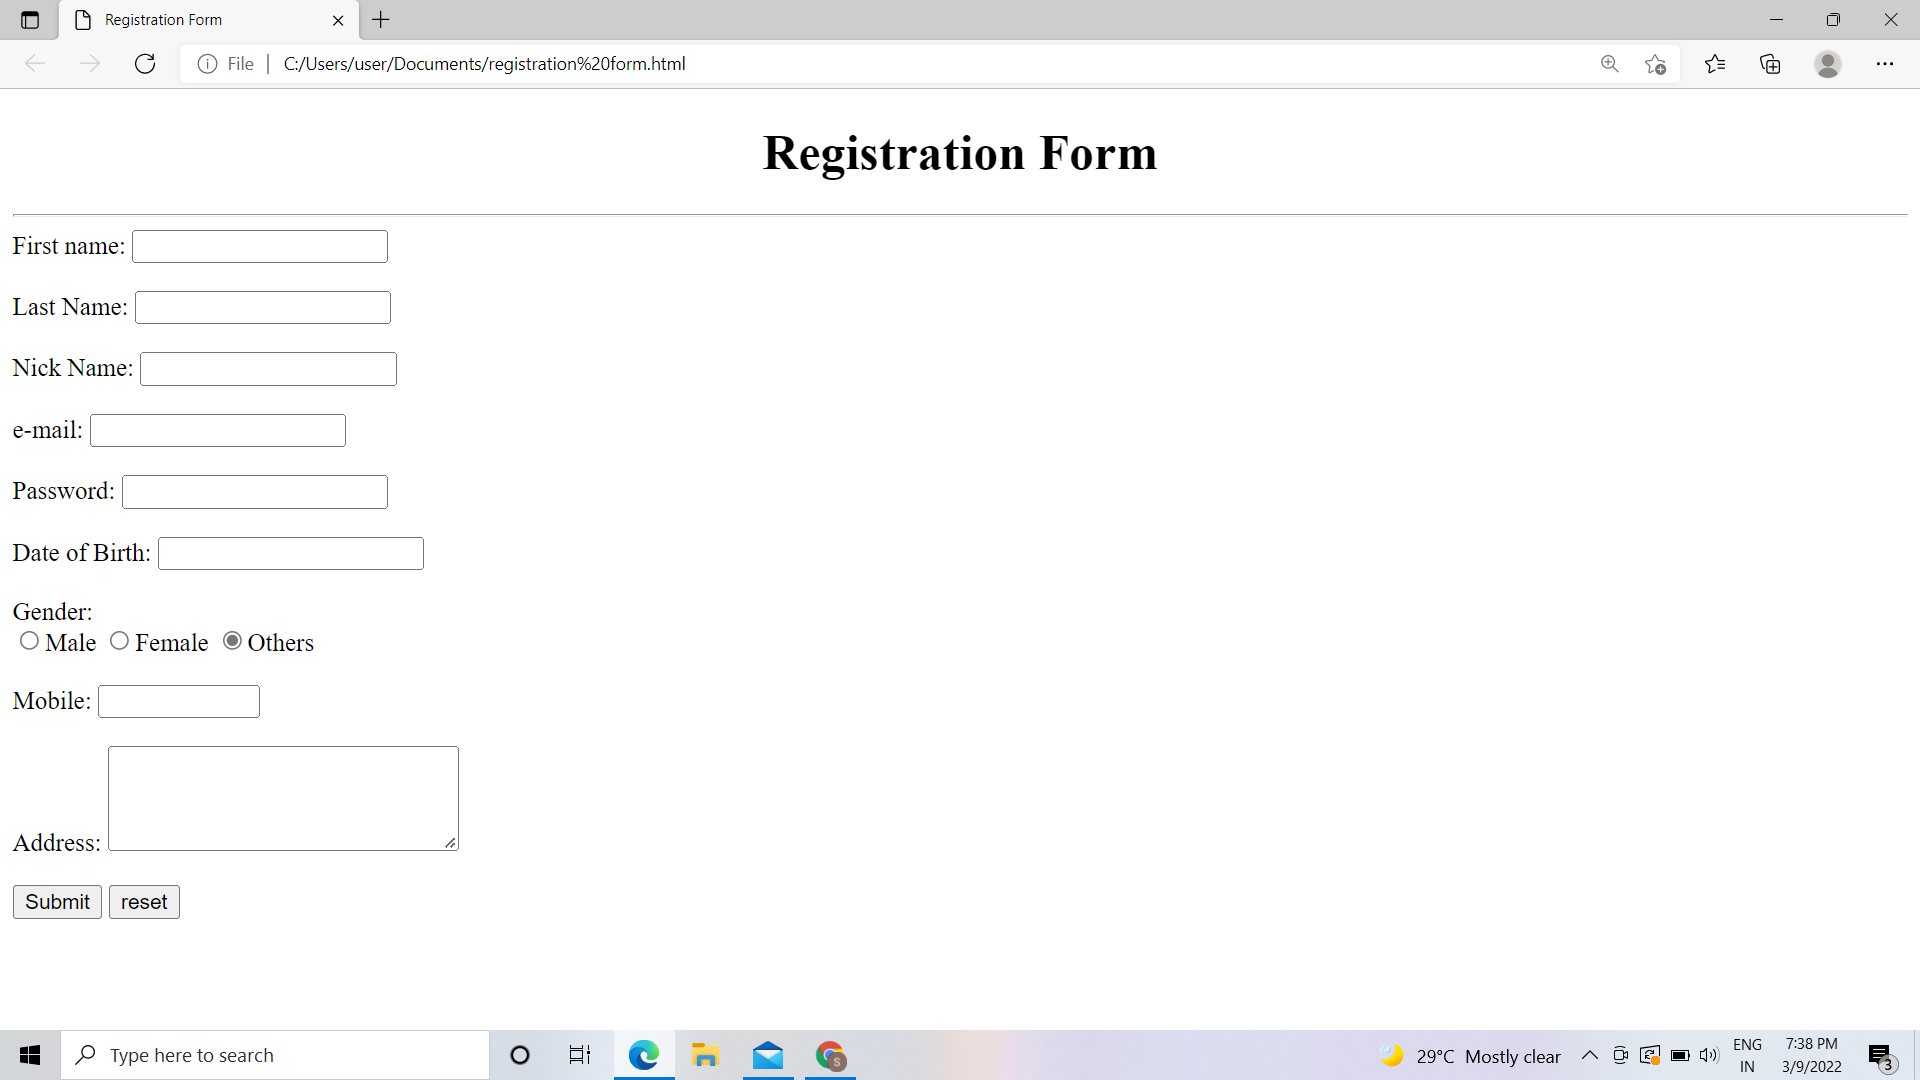 Registration Form
File | C:/Users/user/Documents/registration%20form.html
Registration Form
First name:
Last Name:
Nick Name:
e-mail:
Password:
Date of Birth:
Gender:
Male Female Others
Mobile:
Address:
Submit reset
Type here to search
S
29°C Mostly clear
ENG
IN
7:38 PM
3/9/2022
3